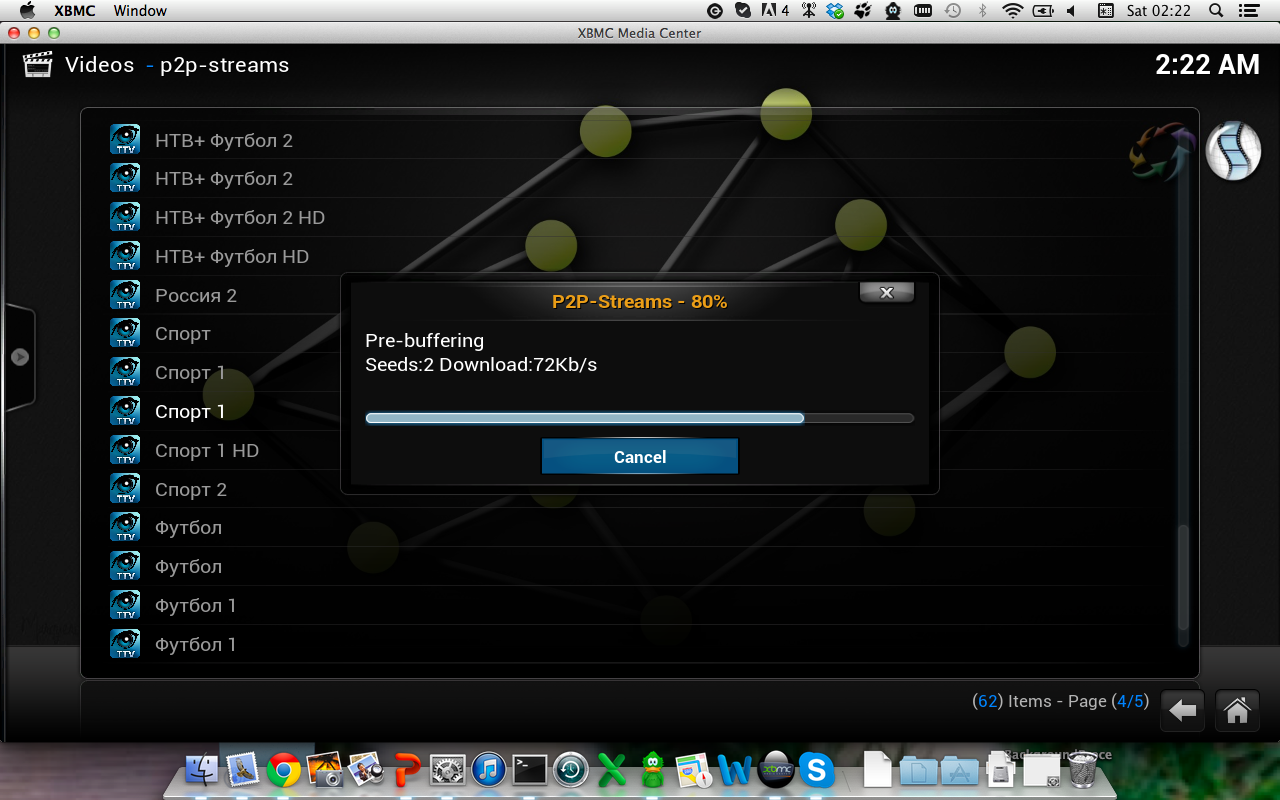 XBMC Window
4
Sat 02:22
XBMC Media Center
Videos - p2p-streams
2:22 AM
TTV НТВ+ Футбол 2
TTV НТВ+ Футбол 2
TTV НТВ+ Футбол 2 HD
TTV НТВ+ Футбол HD
TTV Россия 2
TTV Спорт
TTV Спорт 1
TTV Спорт 1
TTV Спорт 1 HD
TTV Спорт 2
TTV Футбол
TTV Футбол
TTV Футбол 1
TTV Футбол 1
P2P-Streams - 80%
Pre-buffering
Seeds:2 Download:72Kb/s
Cancel
(62) Items - Page (4/5)
xbmc